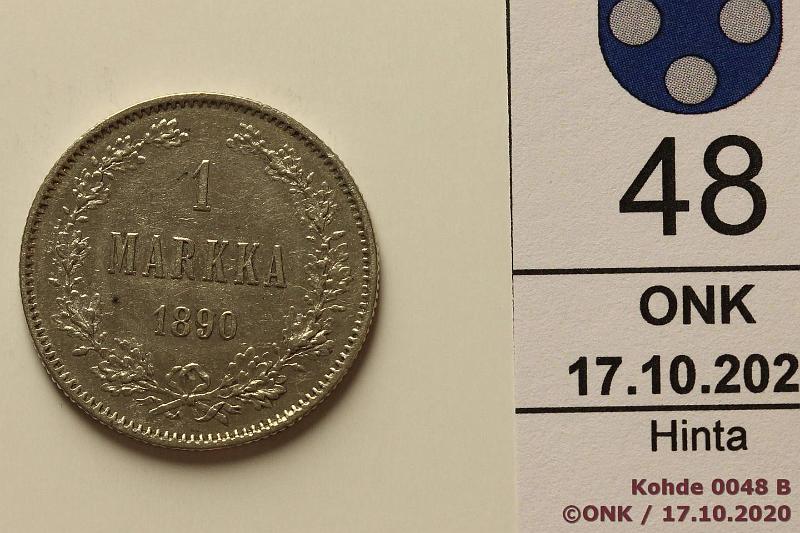 1
MARKKA
1890
48
ONK
17.10.202
Hinta
Kohde 0048 B
©ONK / 17.10.2020